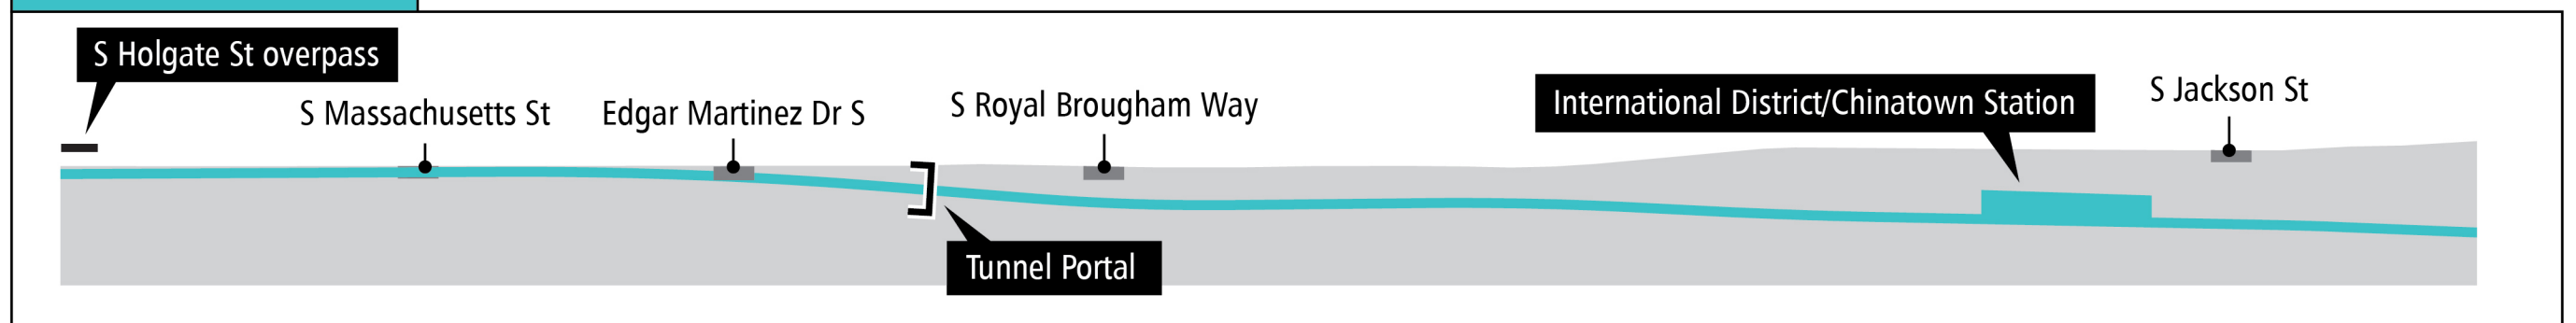 S Holgate St overpass
S Massachusetts St
Edgar Martinez Dr S
S Royal Brougham Way
International District/Chinatown Station
S Jackson St
Tunnel Portal